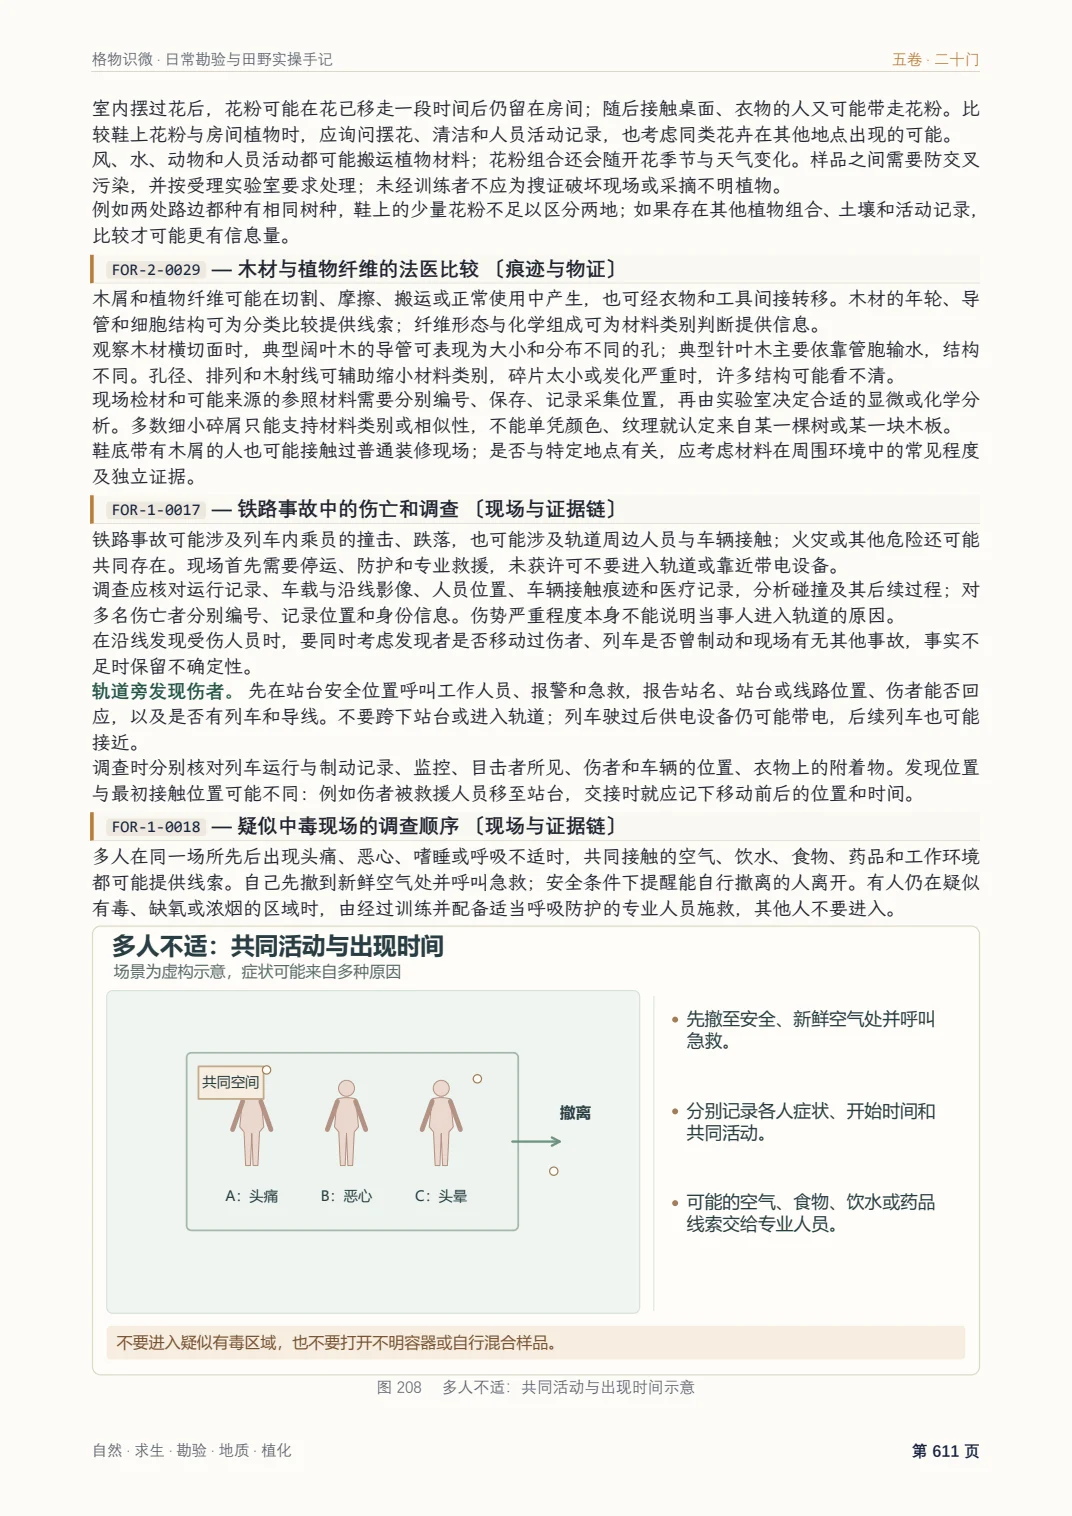 格物识微 · 日常勘验与田野实操手记
五卷 · 二十门
室内摆过花后，花粉可能在花已移走一段时间后仍留在房间；随后接触桌面、衣物的人又可能带走花粉。比
较鞋上花粉与房间植物时，应询问摆花、清洁和人员活动记录，也考虑同类花卉在其他地点出现的可能。
风、水、动物和人员活动都可能搬运植物材料；花粉组合还会随开花季节与天气变化。样品之间需要防交叉
污染，并按受理实验室要求处理；未经训练者不应为搜证破坏现场或采摘不明植物。
例如两处路边都种有相同树种，鞋上的少量花粉不足以区分两地；如果存在其他植物组合、土壤和活动记录，
比较才可能更有信息量。
FOR-2-0029 — 木材与植物纤维的法医比较 〔痕迹与物证〕
木屑和植物纤维可能在切割、摩擦、搬运或正常使用中产生，也可经衣物和工具间接转移。木材的年轮、导
管和细胞结构可为分类比较提供线索；纤维形态与化学组成可为材料类别判断提供信息。
观察木材横切面时，典型阔叶木的导管可表现为大小和分布不同的孔；典型针叶木主要依靠管胞输水，结构
不同。孔径、排列和木射线可辅助缩小材料类别，碎片太小或炭化严重时，许多结构可能看不清。
现场检材和可能来源的参照材料需要分别编号、保存、记录采集位置，再由实验室决定合适的显微或化学分
析。多数细小碎屑只能支持材料类别或相似性，不能单凭颜色、纹理就认定来自某一棵树或某一块木板。
鞋底带有木屑的人也可能接触过普通装修现场；是否与特定地点有关，应考虑材料在周围环境中的常见程度
及独立证据。
FOR-1-0017 — 铁路事故中的伤亡和调查 〔现场与证据链〕
铁路事故可能涉及列车内乘员的撞击、跌落，也可能涉及轨道周边人员与车辆接触；火灾或其他危险还可能
共同存在。现场首先需要停运、防护和专业救援，未获许可不要进入轨道或靠近带电设备。
调查应核对运行记录、车载与沿线影像、人员位置、车辆接触痕迹和医疗记录，分析碰撞及其后续过程；对
多名伤亡者分别编号、记录位置和身份信息。伤势严重程度本身不能说明当事人进入轨道的原因。
在沿线发现受伤人员时，要同时考虑发现者是否移动过伤者、列车是否曾制动和现场有无其他事故，事实不
足时保留不确定性。
轨道旁发现伤者。 先在站台安全位置呼叫工作人员、报警和急救，报告站名、站台或线路位置、伤者能否回
应，以及是否有列车和导线。不要跨下站台或进入轨道；列车驶过后供电设备仍可能带电，后续列车也可能
接近。
调查时分别核对列车运行与制动记录、监控、目击者所见、伤者和车辆的位置、衣物上的附着物。发现位置
与最初接触位置可能不同：例如伤者被救援人员移至站台，交接时就应记下移动前后的位置和时间。
FOR-1-0018 — 疑似中毒现场的调查顺序 〔现场与证据链〕
多人在同一场所先后出现头痛、恶心、嗜睡或呼吸不适时，共同接触的空气、饮水、食物、药品和工作环境
都可能提供线索。自己先撤到新鲜空气处并呼叫急救；安全条件下提醒能自行撤离的人离开。有人仍在疑似
有毒、缺氧或浓烟的区域时，由经过训练并配备适当呼吸防护的专业人员施救，其他人不要进入。
多人不适：共同活动与出现时间
场景为虚构示意，症状可能来自多种原因
共同空间
A：头痛
B：恶心
C：头晕
撤离
先撤至安全、新鲜空气处并呼叫
急救。
分别记录各人症状、开始时间和
共同活动。
可能的空气、食物、饮水或药品
线索交给专业人员。
不要进入疑似有毒区域，也不要打开不明容器或自行混合样品。
图 208 多人不适：共同活动与出现时间示意
自然 · 求生 · 勘验 · 地质 · 植化
第 611 页